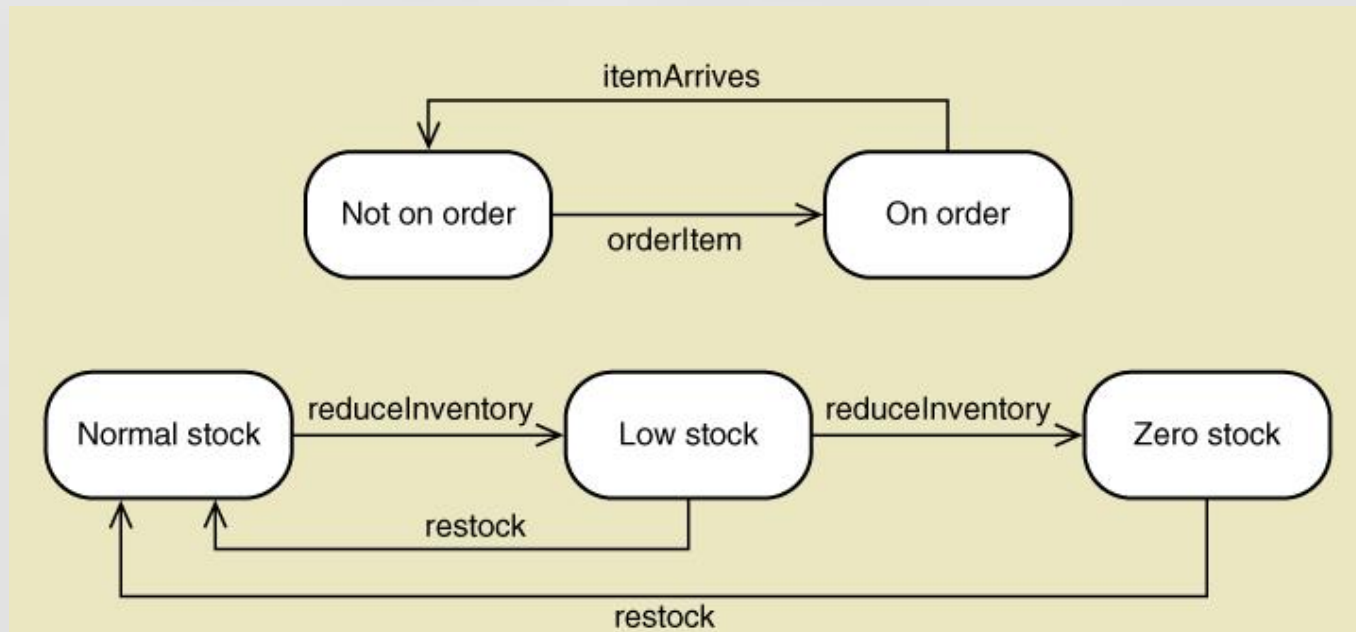 itemArrives
Not on order
On order
orderItem
Normal stock
reduceInventory
Low stock
reduceInventory
Zero stock
restock
restock